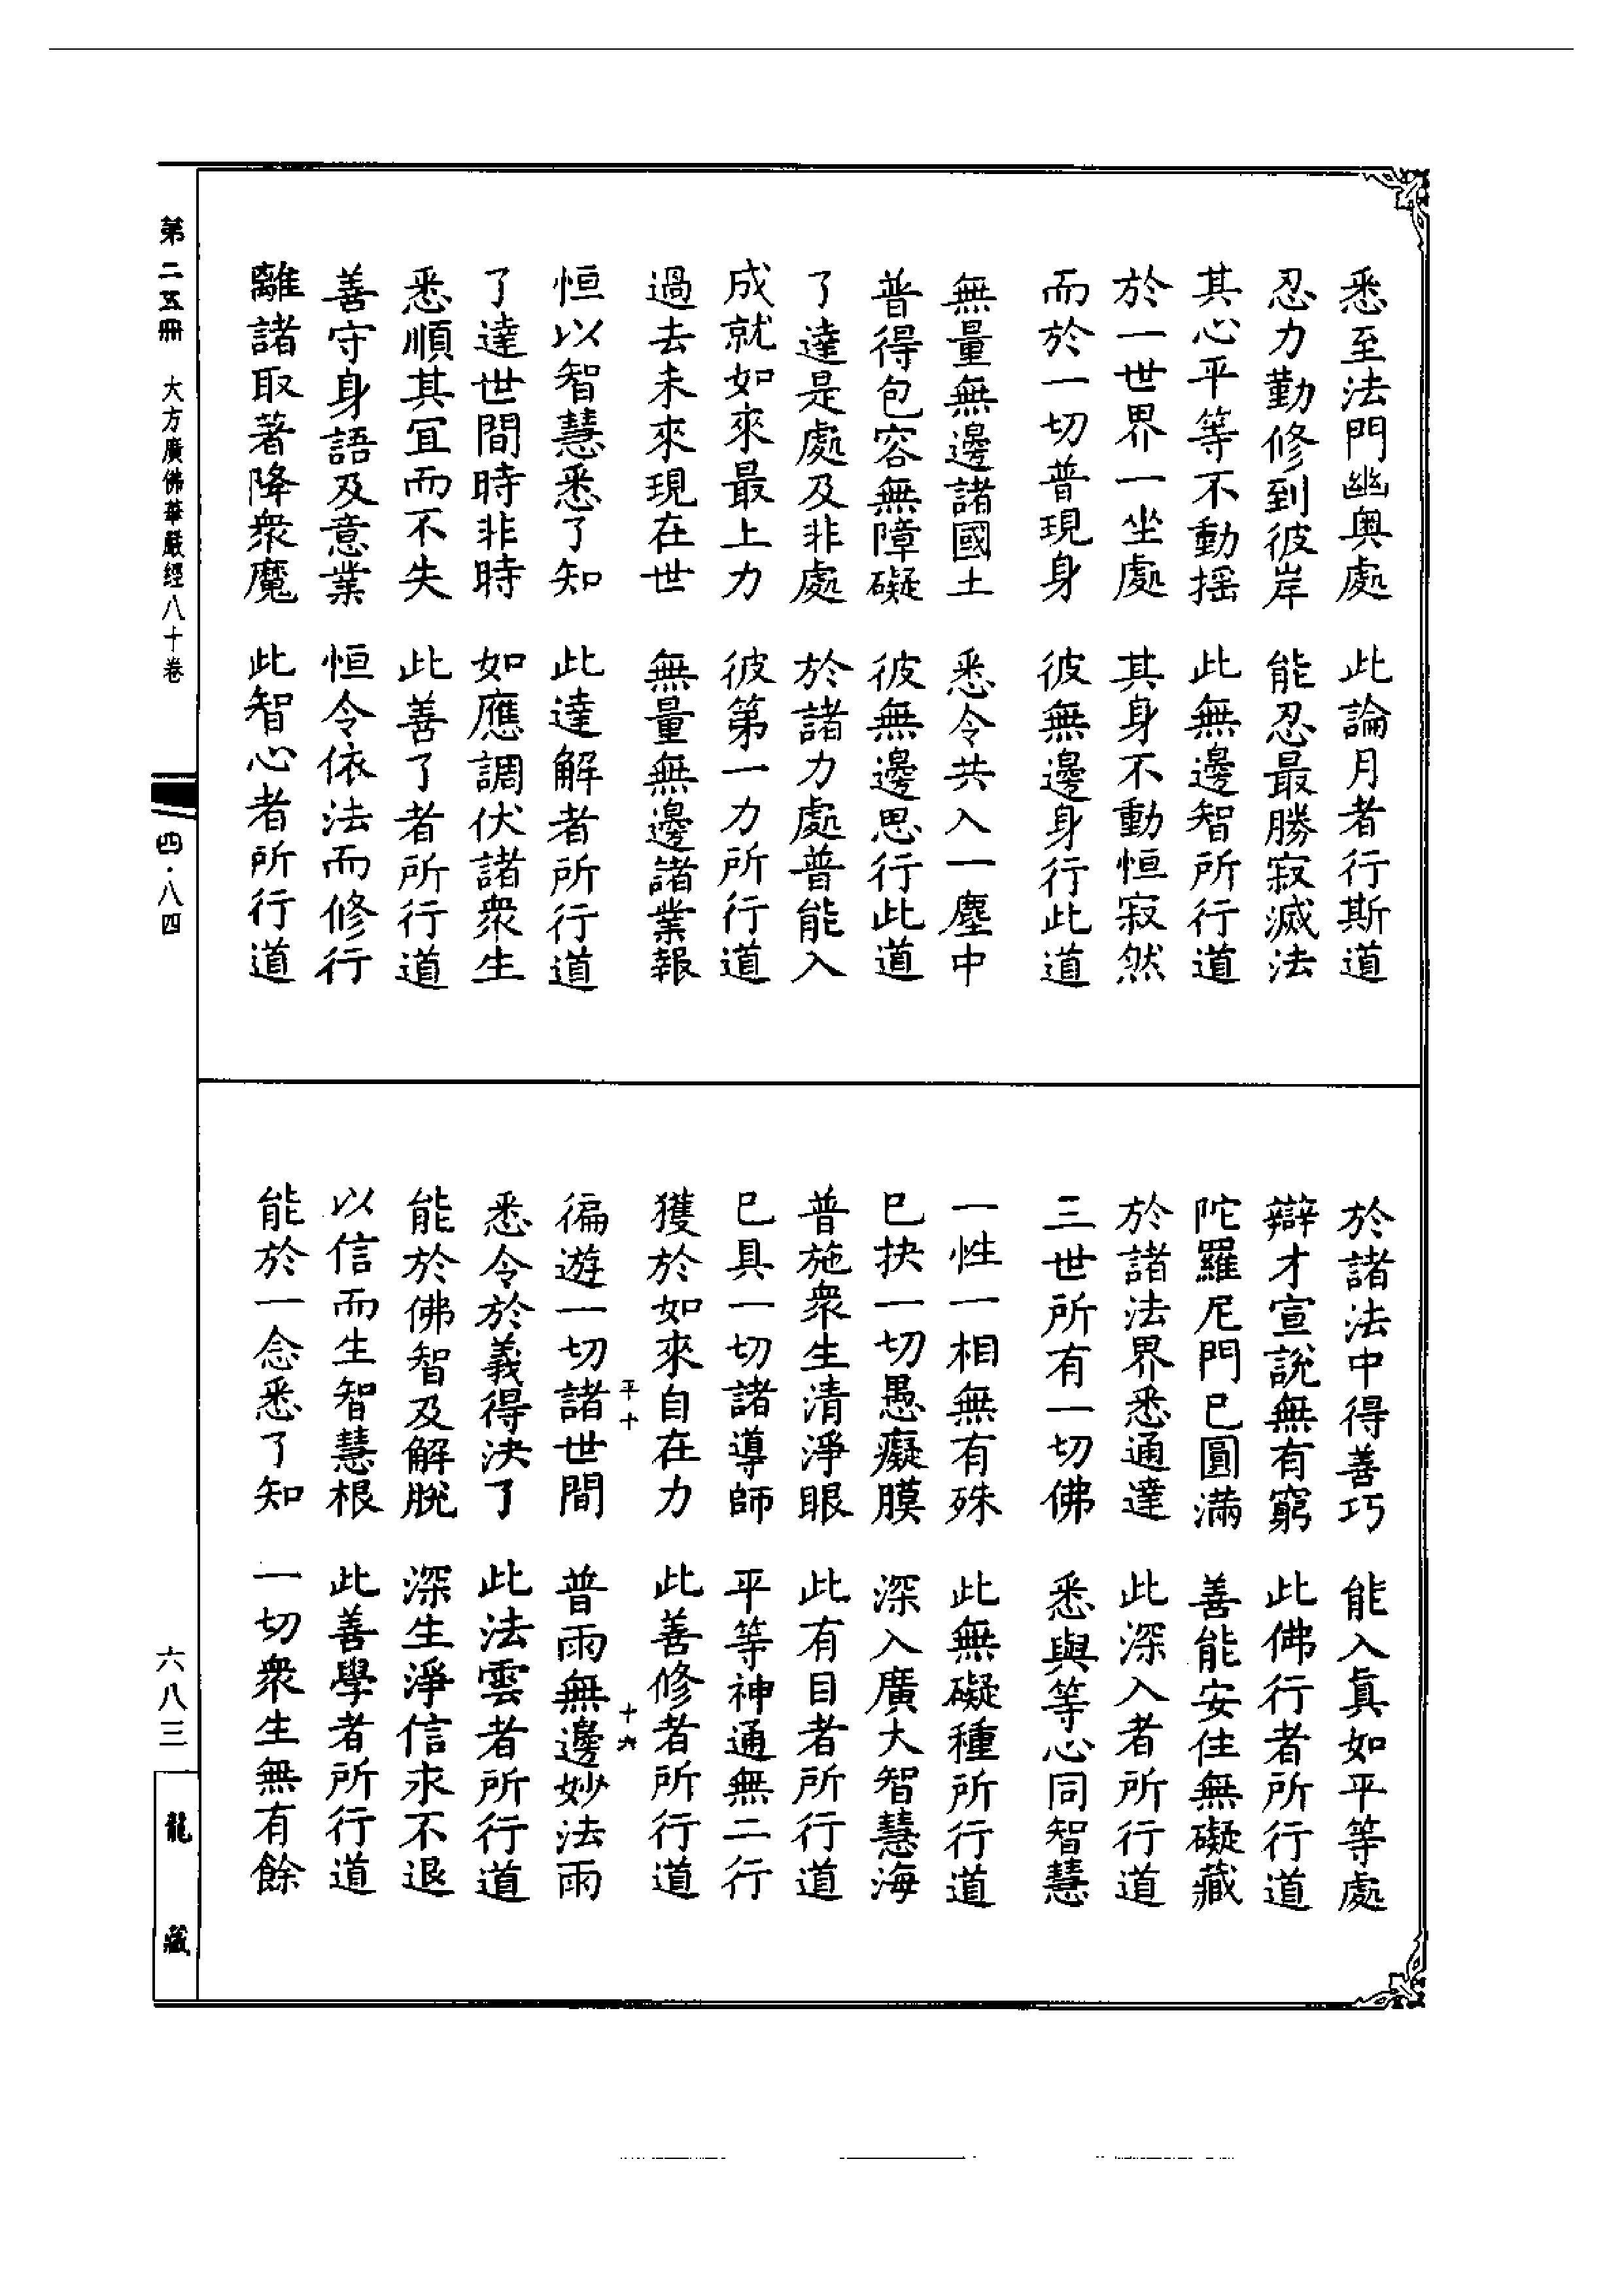 悉至法門幽奧處　此論月者行斯道
忍力勤修到彼岸　能忍最勝寂滅法
其心平等不動搖　此無邊智所行道
於一世界一坐處　其身不動恒寂然
而於一切普現身　彼無邊身行此道
無量無邊諸國土　悉令共入一塵中
普得包容無障礙　彼無邊思行此道
了達是處及非處　於諸力處普能入
成就如來最上力　彼第一力所行道
過去未來現在世　無量無邊諸業報
恒以智慧悉了知　此達解者所行道
了達世間時非時　如應調伏諸衆生
悉順其宜而不失　此善了者所行道
善守身語及意業　恒令依法而修行
離諸取著降衆魔　此智心者所行道
於諸法中得善巧　能入眞如平等處
辯才宣說無有窮　此佛行者所行道
陀羅尼門已圓滿　善能安住無礙藏
於諸法界悉通達　此深入者所行道
三世所有一切佛　悉與等心同智慧
一性一相無有殊　此無礙種所行道
已抉一切愚癡膜　深入廣大智慧海
普施衆生清淨眼　此有目者所行道
已具一切諸導師　平等神通無二行
獲於如來自在力　此善修者所行道
平十　十六
徧遊一切諸世間　普雨無邊妙法雨
悉令於義得決了　此法雲者所行道
能於佛智及解脫　深生淨信永不退
以信而生智慧根　此善學者所行道
能於一念悉了知　一切衆生無有餘
第二五冊　大方廣佛華嚴經八十卷
四·八四
六八三
龍藏